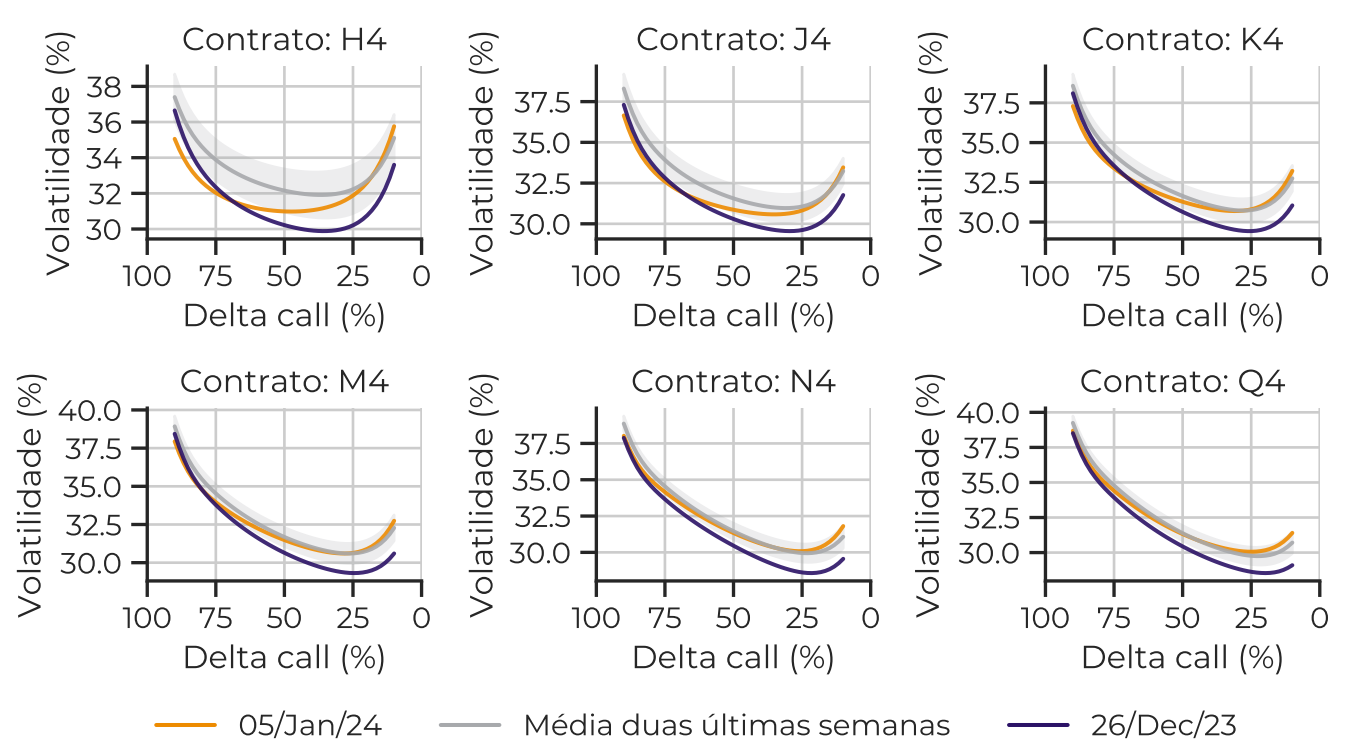 Contrato: H4
Volatilidade (%)
38
36
34
32
30
100 75 50 25 0
Delta call (%)
Contrato: J4
Volatilidade (%)
37.5
35.0
32.5
30.0
100 75 50 25 0
Delta call (%)
Contrato: K4
Volatilidade (%)
37.5
35.0
32.5
30.0
100 75 50 25 0
Delta call (%)
Contrato: M4
Volatilidade (%)
40.0
37.5
35.0
32.5
30.0
100 75 50 25 0
Delta call (%)
Contrato: N4
Volatilidade (%)
37.5
35.0
32.5
30.0
100 75 50 25 0
Delta call (%)
Contrato: Q4
Volatilidade (%)
40.0
37.5
35.0
32.5
30.0
100 75 50 25 0
Delta call (%)
05/Jan/24 Média duas últimas semanas 26/Dec/23